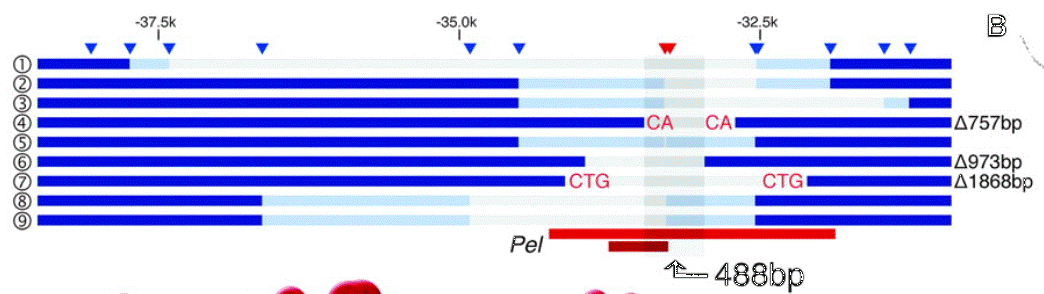 -37.5k -35.0k -32.5k
B
①
②
③
④ CA CA Δ757bp
⑤
⑥ Δ973bp
⑦ CTG CTG Δ1868bp
⑧
⑨
Pel
488bp